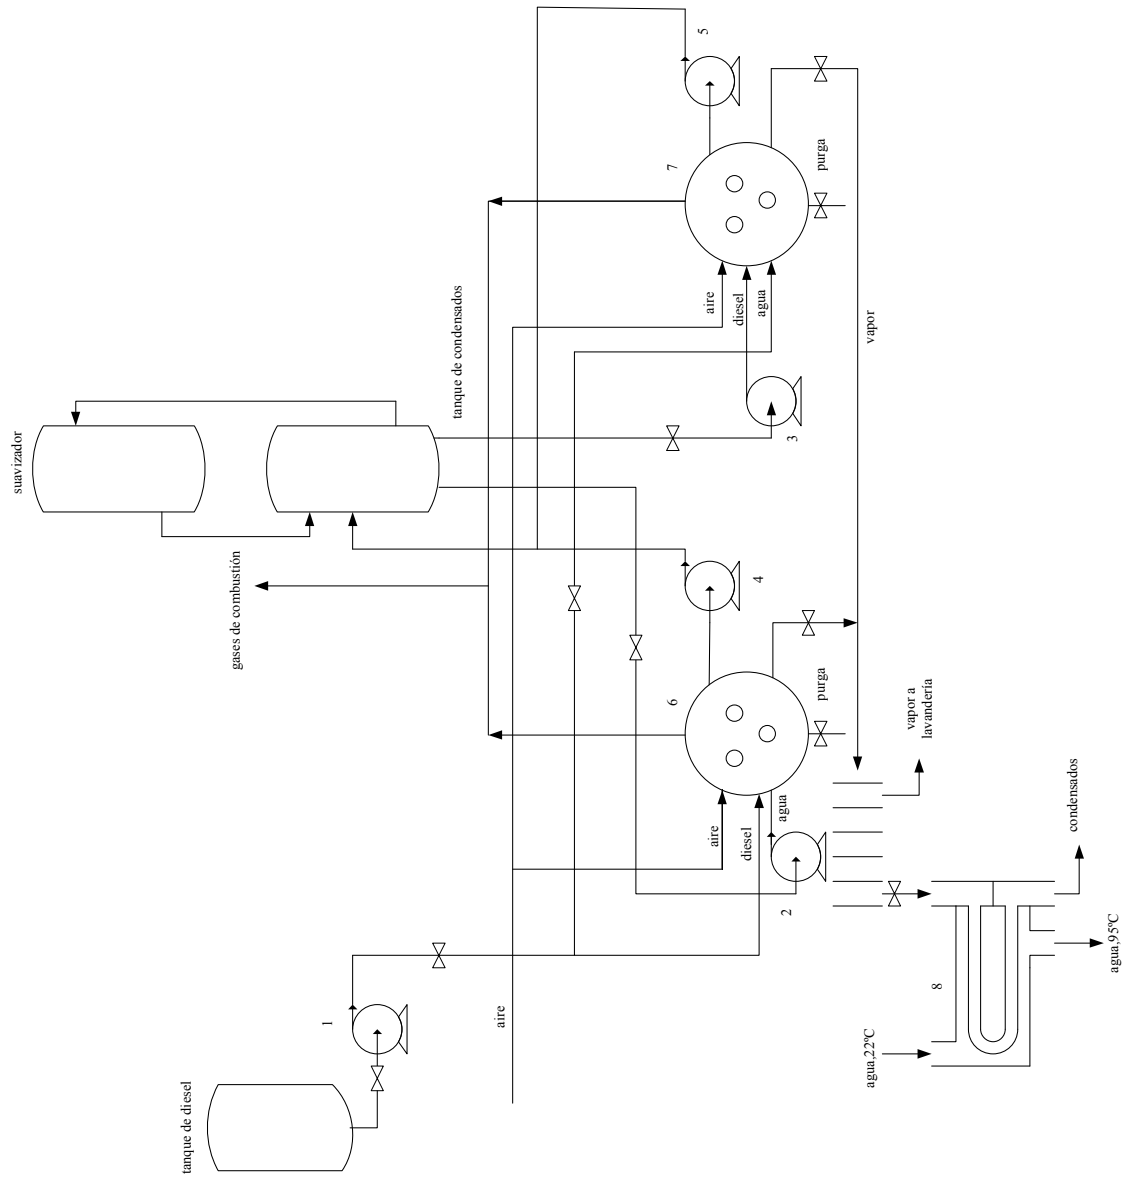 suavizador
tanque de condensados
gases de combustión
tanque de diesel
1
aire
5
7
purga
aire
diesel
agua
3
vapor
4
6
purga
aire
diesel
agua
2
vapor a
lavandería
condensados
agua,95ºC
8
agua,22ºC